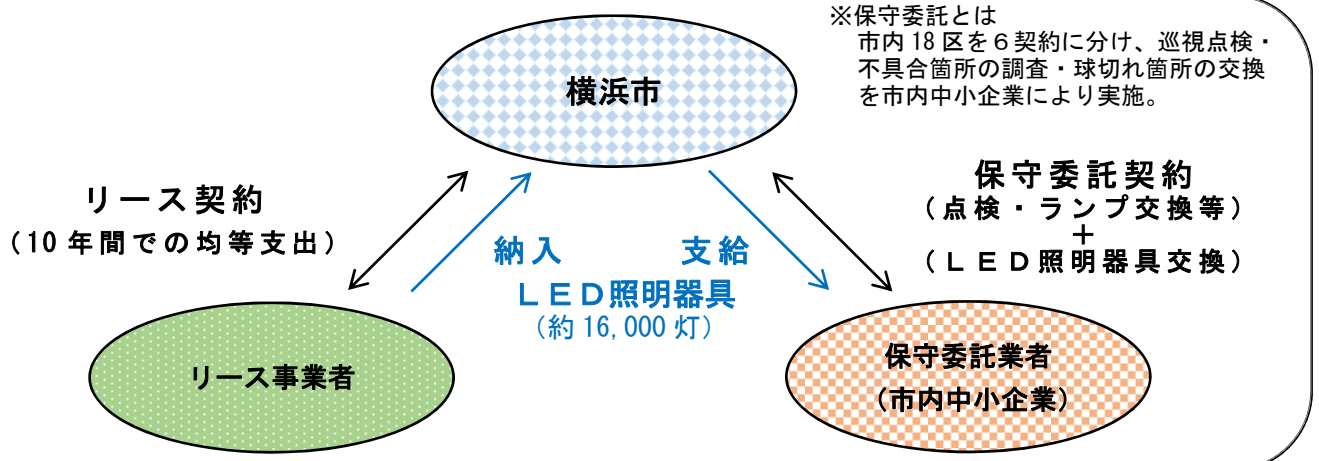 ※保守委託とは
市内18区を6契約に分け、巡視点検・
不具合箇所の調査・球切れ箇所の交換
を市内中小企業により実施。
横浜市
リース契約
（10年間での均等支出）
保守委託契約
（点検・ランプ交換等）
＋
（ＬＥＤ照明器具交換）
納入
支給
ＬＥＤ照明器具
（約16,000灯）
リース事業者
保守委託業者
（市内中小企業）